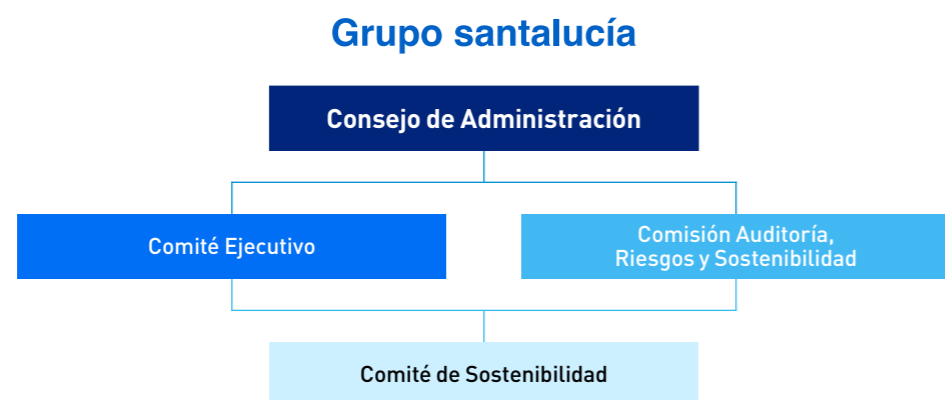 Grupo santalucía
Consejo de Administración
Comité Ejecutivo
Comisión Auditoría,
Riesgos y Sostenibilidad
Comité de Sostenibilidad